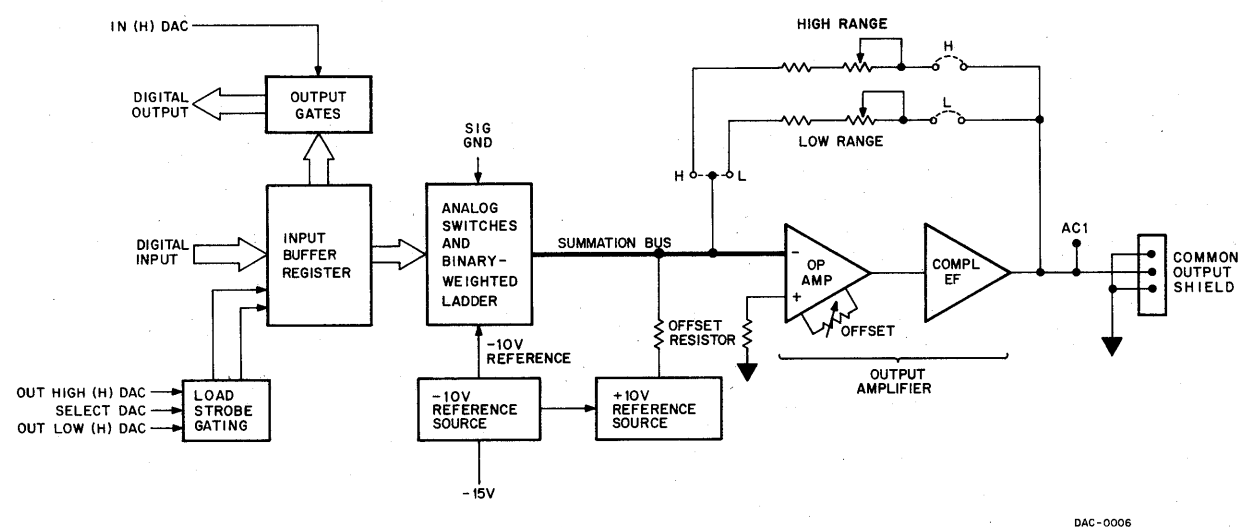 IN (H) DAC
DIGITAL
OUTPUT
OUTPUT
GATES
SIG
GND
HIGH RANGE
H
L
LOW RANGE
H
L
DIGITAL
INPUT
INPUT
BUFFER
REGISTER
ANALOG
SWITCHES
AND
BINARY-
WEIGHTED
LADDER
SUMMATION BUS
-
+
OP
AMP
OFFSET
COMPL
EF
AC1
COMMON
OUTPUT
SHIELD
OFFSET
RESISTOR
OUTPUT
AMPLIFIER
-10V
REFERENCE
-10V
REFERENCE
SOURCE
+10V
REFERENCE
SOURCE
-15V
OUT HIGH (H) DAC
SELECT DAC
OUT LOW (H) DAC
LOAD
STROBE
GATING
DAC-0006